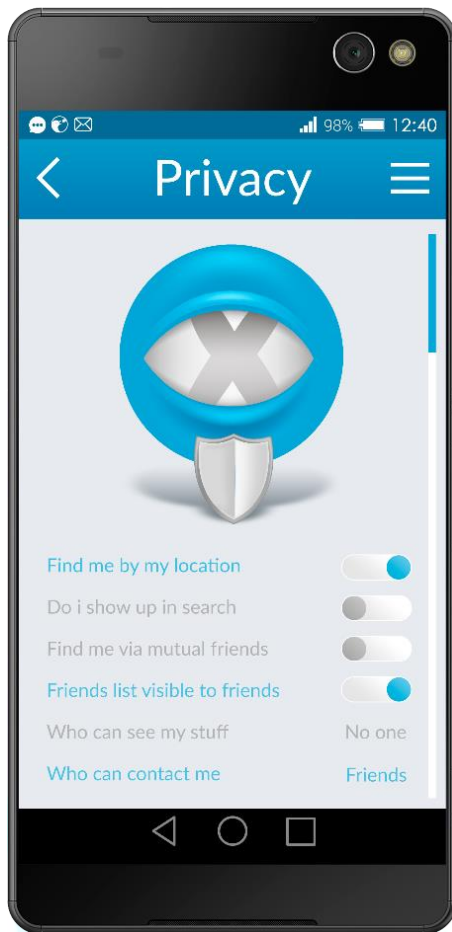 98% 12:40
Privacy
Find me by my location
Do i show up in search
Find me via mutual friends
Friends list visible to friends
Who can see my stuff No one
Who can contact me Friends